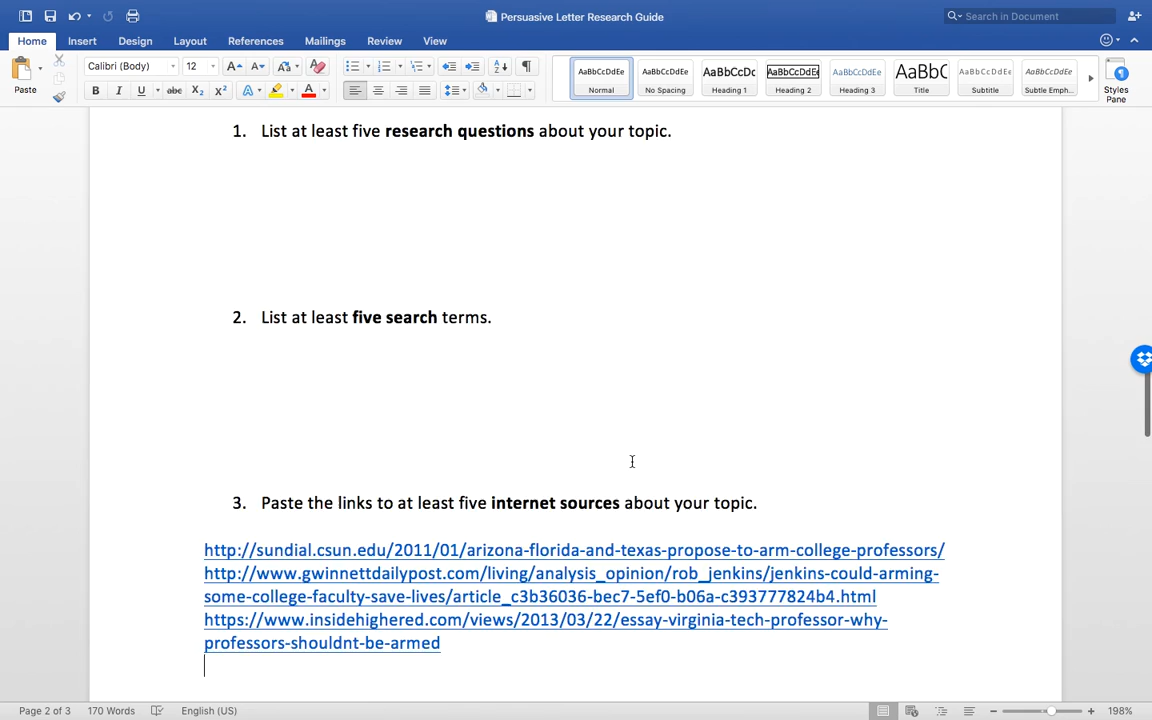 Persuasive Letter Research Guide
Search in Document
Home Insert Design Layout References Mailings Review View
Paste
Calibri (Body) 12
AaBbCcDdEe AaBbCcDdEe AaBbCcDc AaBbCcDdEe AaBbCcDdEe AaBbC AaBbCcDdEe AaBbCcDdEe
Normal No Spacing Heading 1 Heading 2 Heading 3 Title Subtitle Subtle Emph...
Styles
Pane
1. List at least five research questions about your topic.
2. List at least five search terms.
3. Paste the links to at least five internet sources about your topic.
http://sundial.csun.edu/2011/01/arizona-florida-and-texas-propose-to-arm-college-professors/
http://www.gwinnettdailypost.com/living/analysis_opinion/rob_jenkins/jenkins-could-arming-
some-college-faculty-save-lives/article_c3b36036-bec7-5ef0-b06a-c393777824b4.html
https://www.insidehighered.com/views/2013/03/22/essay-virginia-tech-professor-why-
professors-shouldnt-be-armed
Page 2 of 3 170 Words English (US) 198%